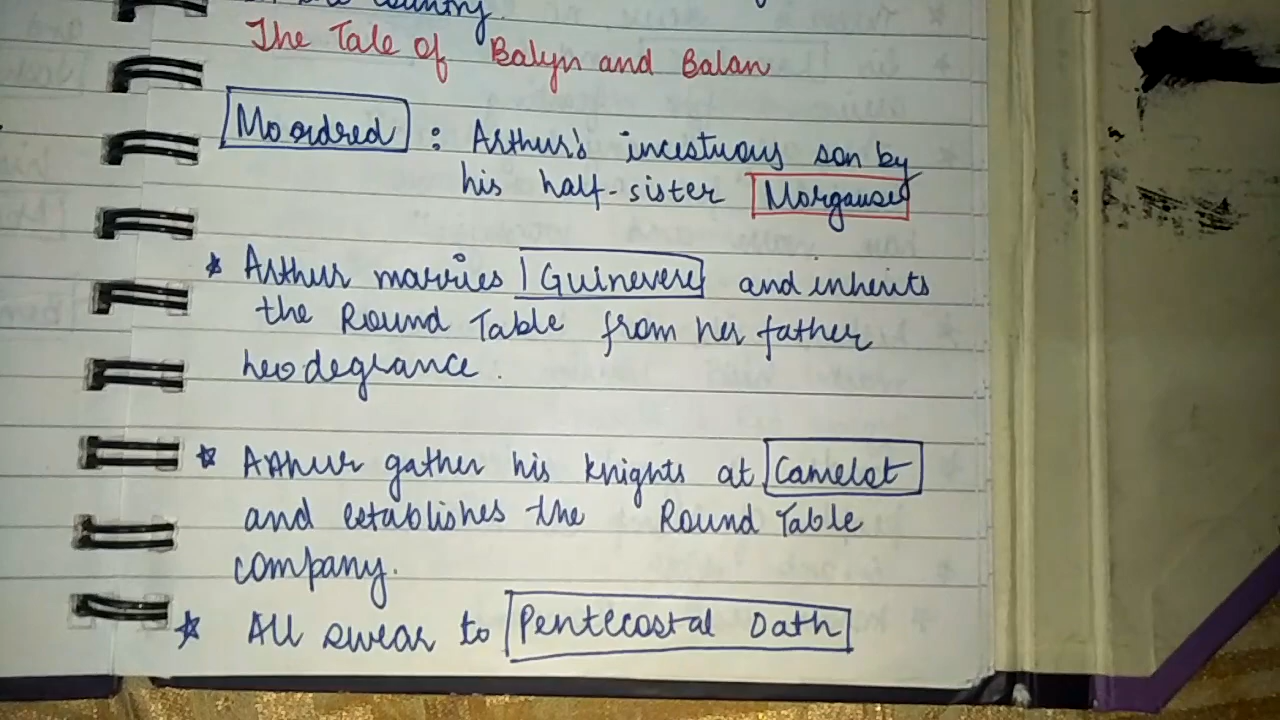 country.
The Tale of Balyn and Balan
Moordred : Arthur's incestuous son by
his half-sister Morgause
* Arthur marries Guinevere and inherits
the Round Table from her father
Leodegrance.
* Arthur gather his knights at Camelot
and establishes the Round Table
company.
* All swear to Pentecostal Oath